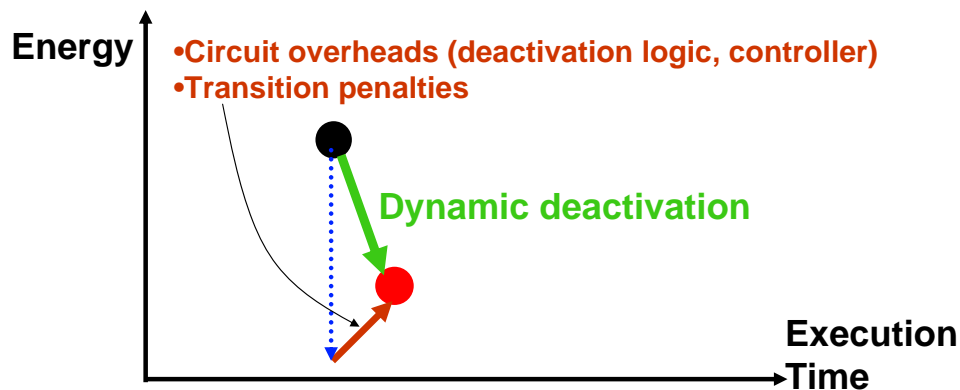 Energy
•Circuit overheads (deactivation logic, controller)
•Transition penalties
Dynamic deactivation
Execution
Time